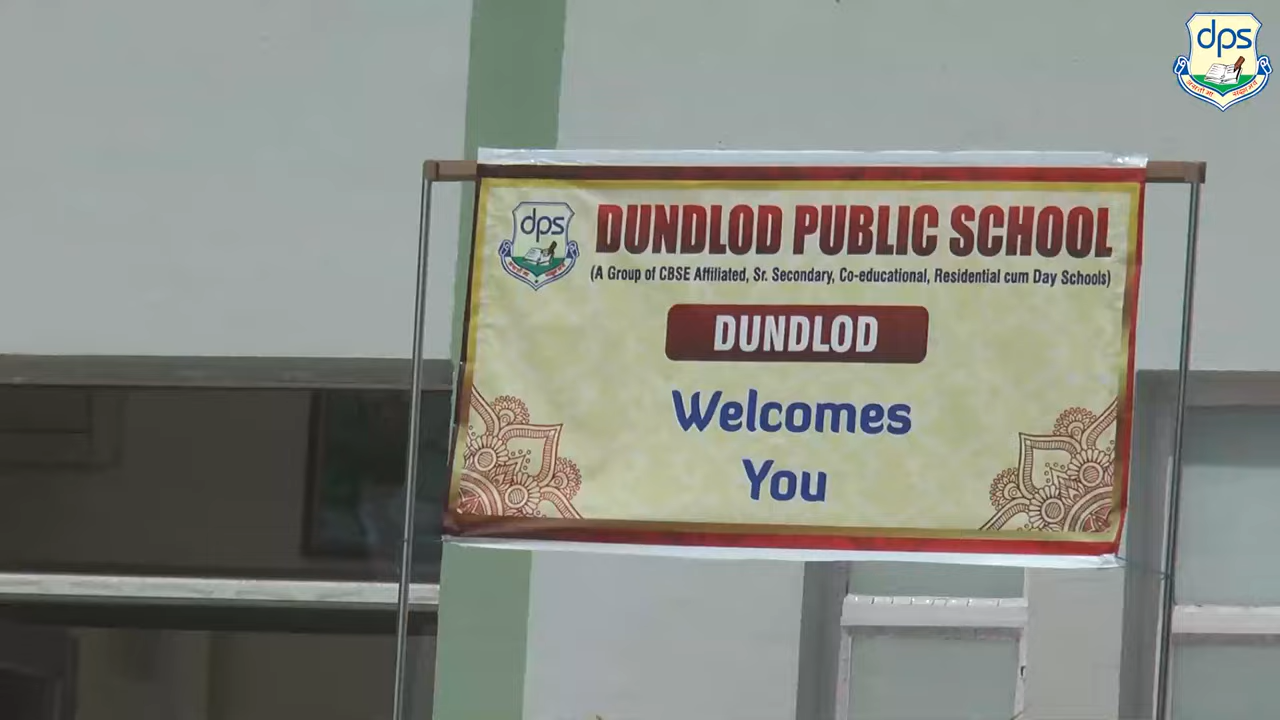 dps
dps
DUNDLOD PUBLIC SCHOOL
(A Group of CBSE Affiliated, Sr. Secondary, Co-educational, Residential cum Day Schools)
DUNDLOD
Welcomes
You